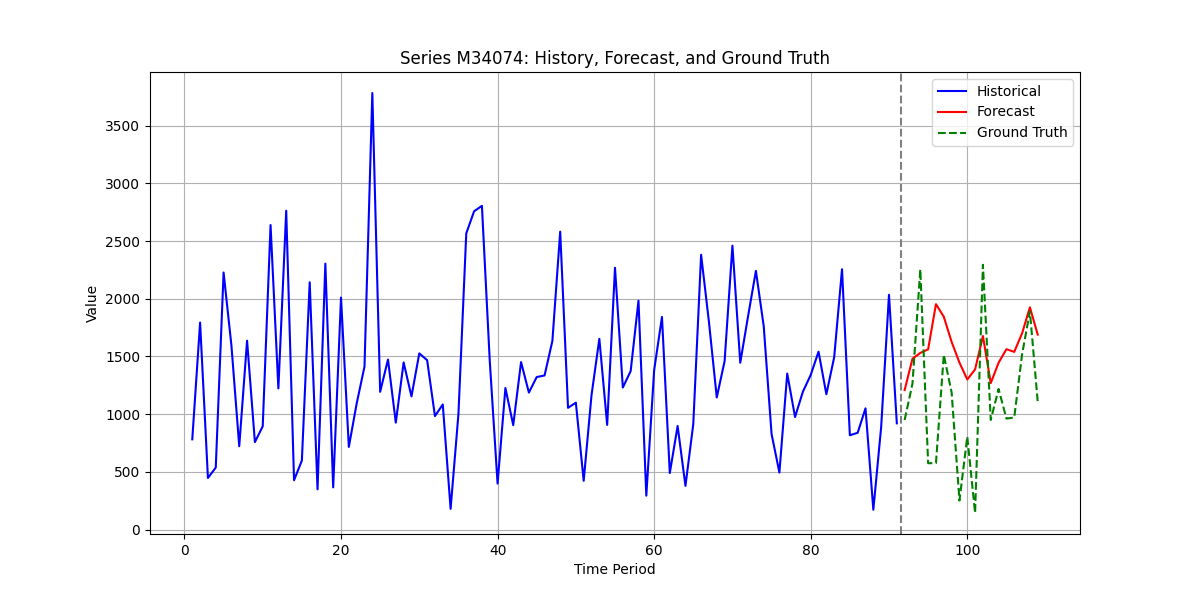 Series M34074: History, Forecast, and Ground Truth
Historical
Forecast
Ground Truth
3500
3000
2500
2000
1500
1000
500
0
Value
0 20 40 60 80 100
Time Period